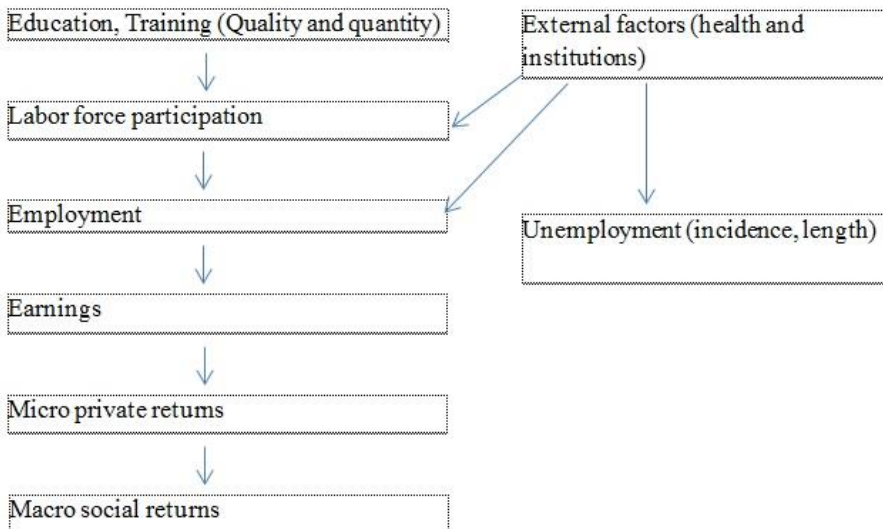 Education, Training (Quality and quantity)
External factors (health and
institutions)
Labor force participation
Employment
Unemployment (incidence, length)
Earnings
Micro private returns
Macro social returns